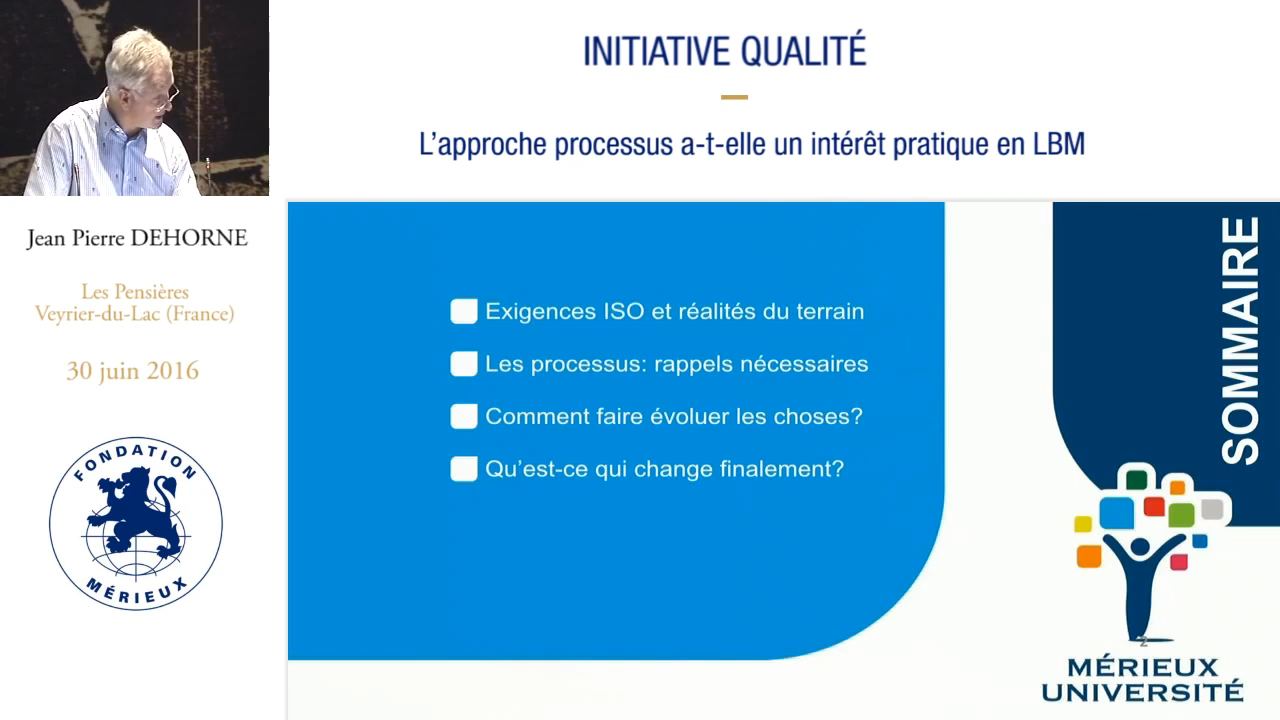 INITIATIVE QUALITÉ
L'approche processus a-t-elle un intérêt pratique en LBM
Jean Pierre DEHORNE
Les Pensières
Veyrier-du-Lac (France)
30 juin 2016
FONDATION
MÉRIEUX
Exigences ISO et réalités du terrain
Les processus: rappels nécessaires
Comment faire évoluer les choses?
Qu'est-ce qui change finalement?
SOMMAIRE
2
MÉRIEUX
UNIVERSITÉ